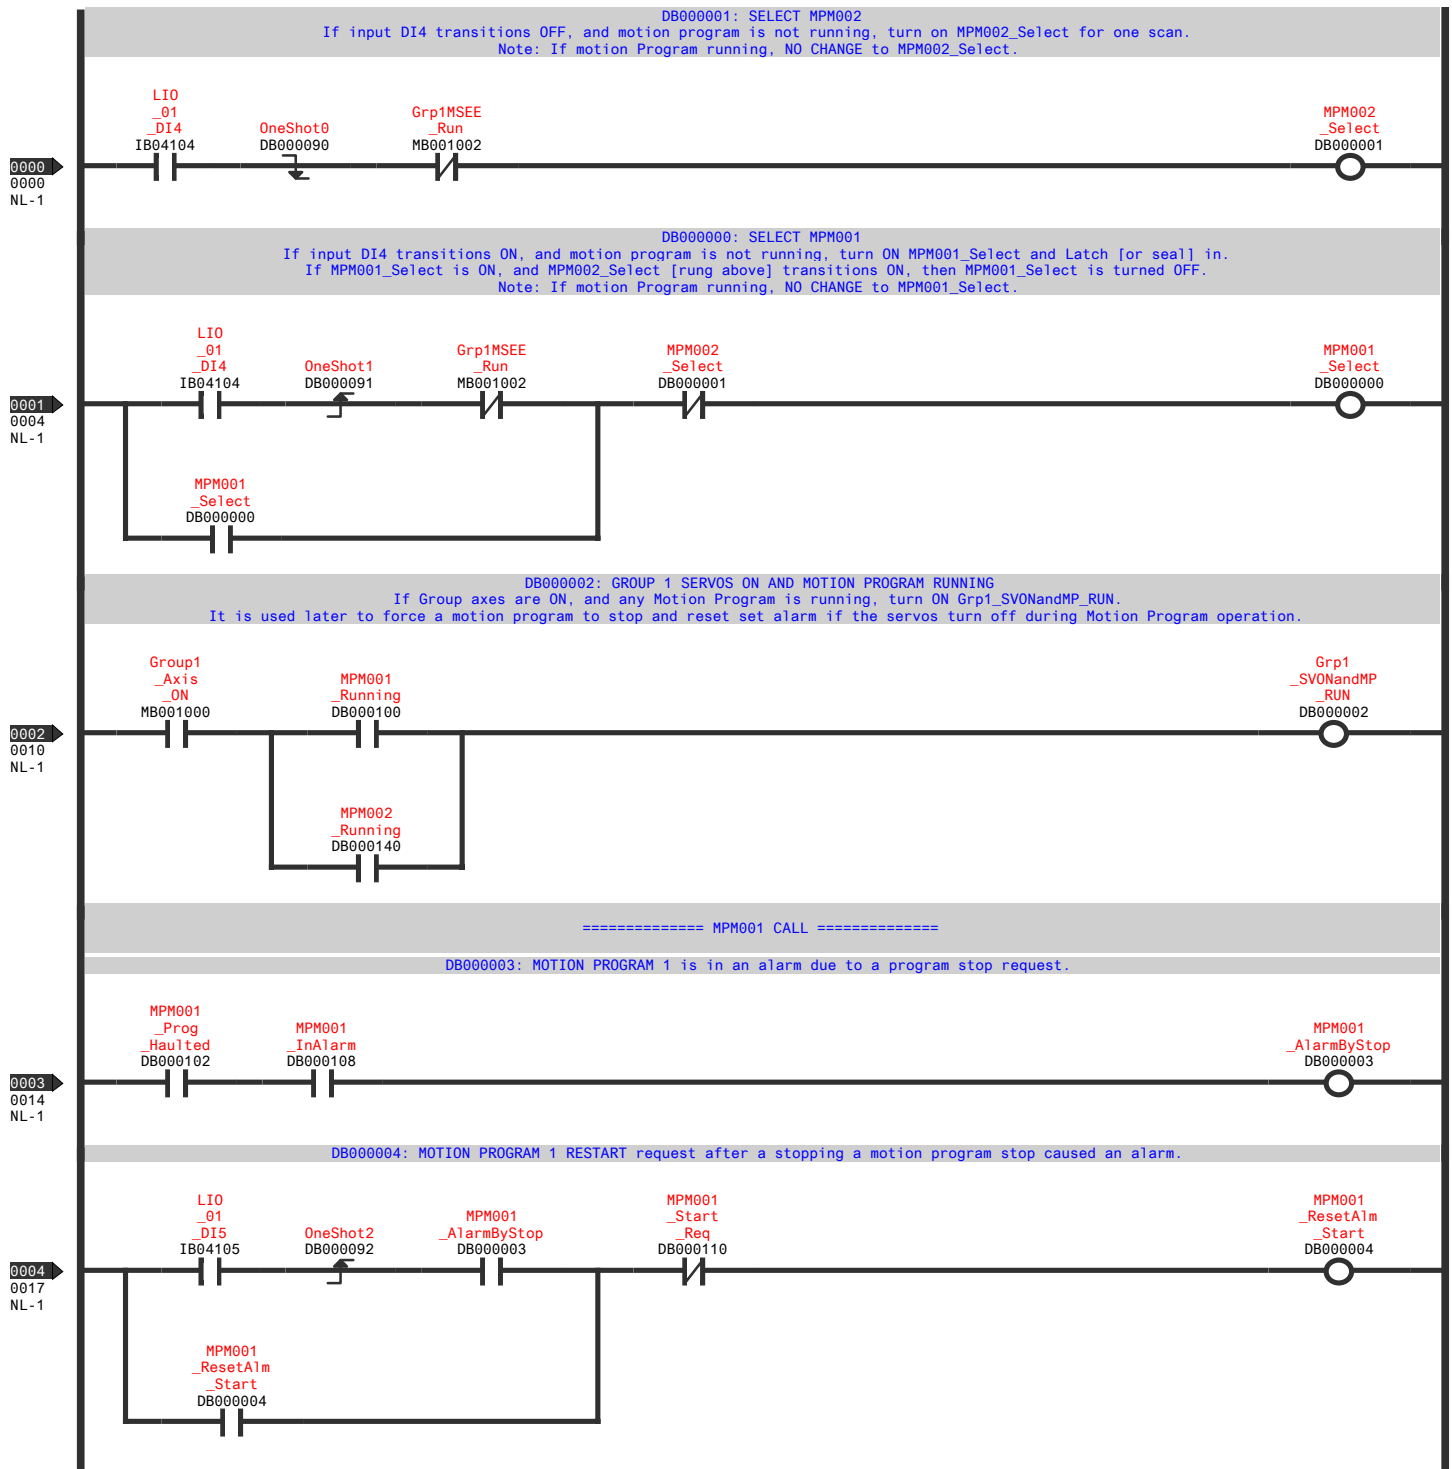 DB000001: SELECT MPM002
If input DI4 transitions OFF, and motion program is not running, turn on MPM002_Select for one scan.
Note: If motion Program running, NO CHANGE to MPM002_Select.
LIO
_01
_DI4
IB04104
OneShot0
DB000090
Grp1MSEE
_Run
MB001002
MPM002
_Select
DB000001
0000
0000
NL-1
DB000000: SELECT MPM001
If input DI4 transitions ON, and motion program is not running, turn ON MPM001_Select and Latch [or seal] in.
If MPM001_Select is ON, and MPM002_Select [rung above] transitions ON, then MPM001_Select is turned OFF.
Note: If motion Program running, NO CHANGE to MPM001_Select.
LIO
_01
_DI4
IB04104
OneShot1
DB000091
Grp1MSEE
_Run
MB001002
MPM002
_Select
DB000001
MPM001
_Select
DB000000
0001
0004
NL-1
MPM001
_Select
DB000000
DB000002: GROUP 1 SERVOS ON AND MOTION PROGRAM RUNNING
If Group axes are ON, and any Motion Program is running, turn ON Grp1_SVONandMP_RUN.
It is used later to force a motion program to stop and reset set alarm if the servos turn off during Motion Program operation.
Group1
_Axis
_ON
MB001000
MPM001
_Running
DB000100
Grp1
_SVONandMP
_RUN
DB000002
0002
0010
NL-1
MPM002
_Running
DB000140
============== MPM001 CALL ==============
DB000003: MOTION PROGRAM 1 is in an alarm due to a program stop request.
MPM001
_Prog
_Haulted
DB000102
MPM001
_InAlarm
DB000108
MPM001
_AlarmByStop
DB000003
0003
0014
NL-1
DB000004: MOTION PROGRAM 1 RESTART request after a stopping a motion program stop caused an alarm.
LIO
_01
_DI5
IB04105
OneShot2
DB000092
MPM001
_AlarmByStop
DB000003
MPM001
_Start
_Req
DB000110
MPM001
_ResetAlm
_Start
DB000004
0004
0017
NL-1
MPM001
_ResetAlm
_Start
DB000004